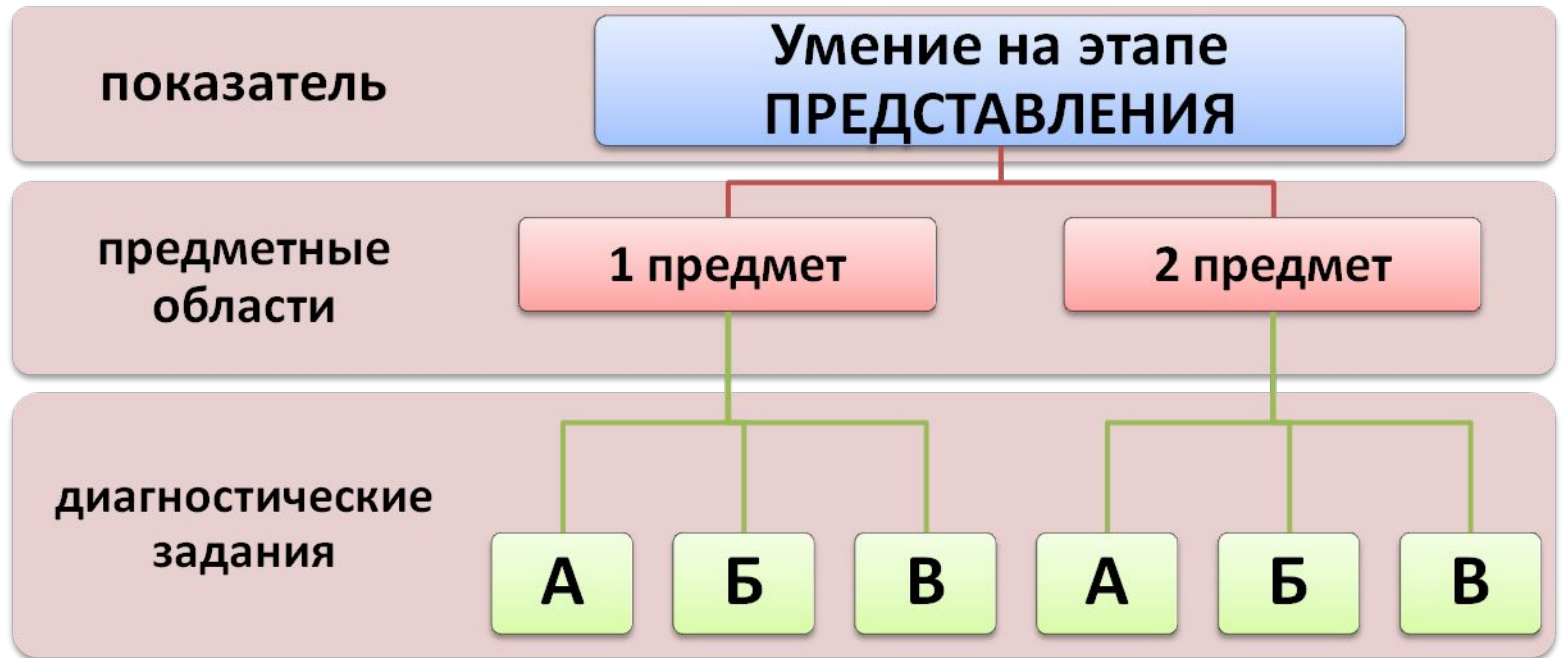 показатель
Умение на этапе
ПРЕДСТАВЛЕНИЯ
предметные
области
1 предмет
2 предмет
диагностические
задания
А Б В А Б В